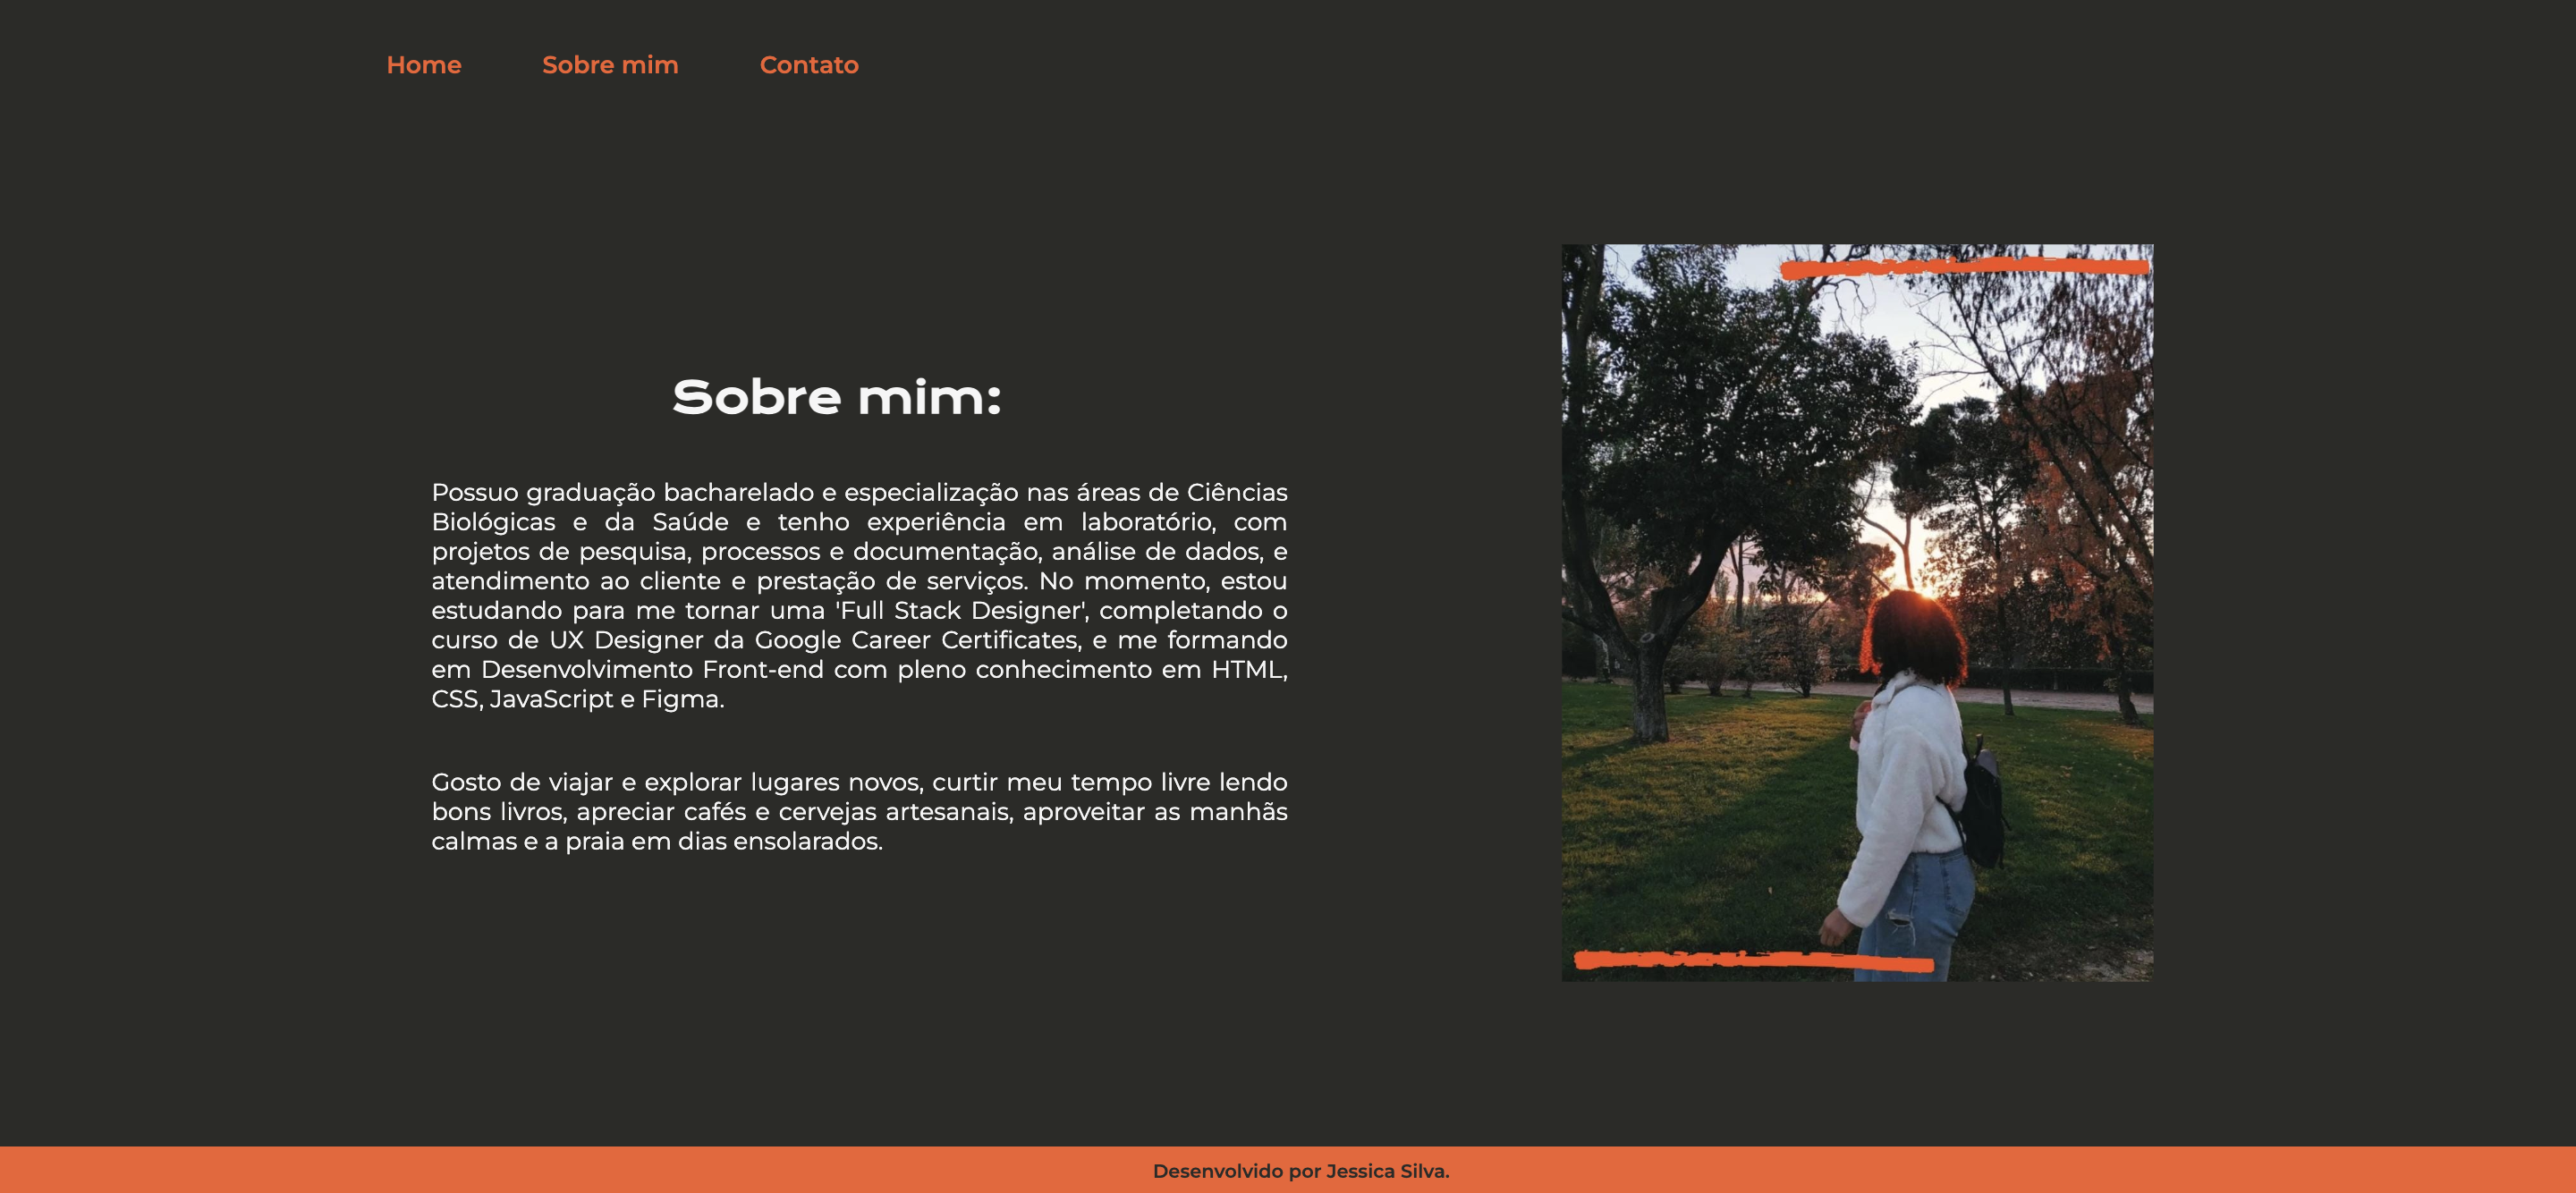 Home Sobre mim Contato
Sobre mim:
Possuo graduação bacharelado e especialização nas áreas de Ciências
Biológicas e da Saúde e tenho experiência em laboratório, com
projetos de pesquisa, processos e documentação, análise de dados, e
atendimento ao cliente e prestação de serviços. No momento, estou
estudando para me tornar uma 'Full Stack Designer', completando o
curso de UX Designer da Google Career Certificates, e me formando
em Desenvolvimento Front-end com pleno conhecimento em HTML,
CSS, JavaScript e Figma.
Gosto de viajar e explorar lugares novos, curtir meu tempo livre lendo
bons livros, apreciar cafés e cervejas artesanais, aproveitar as manhãs
calmas e a praia em dias ensolarados.
Desenvolvido por Jessica Silva.